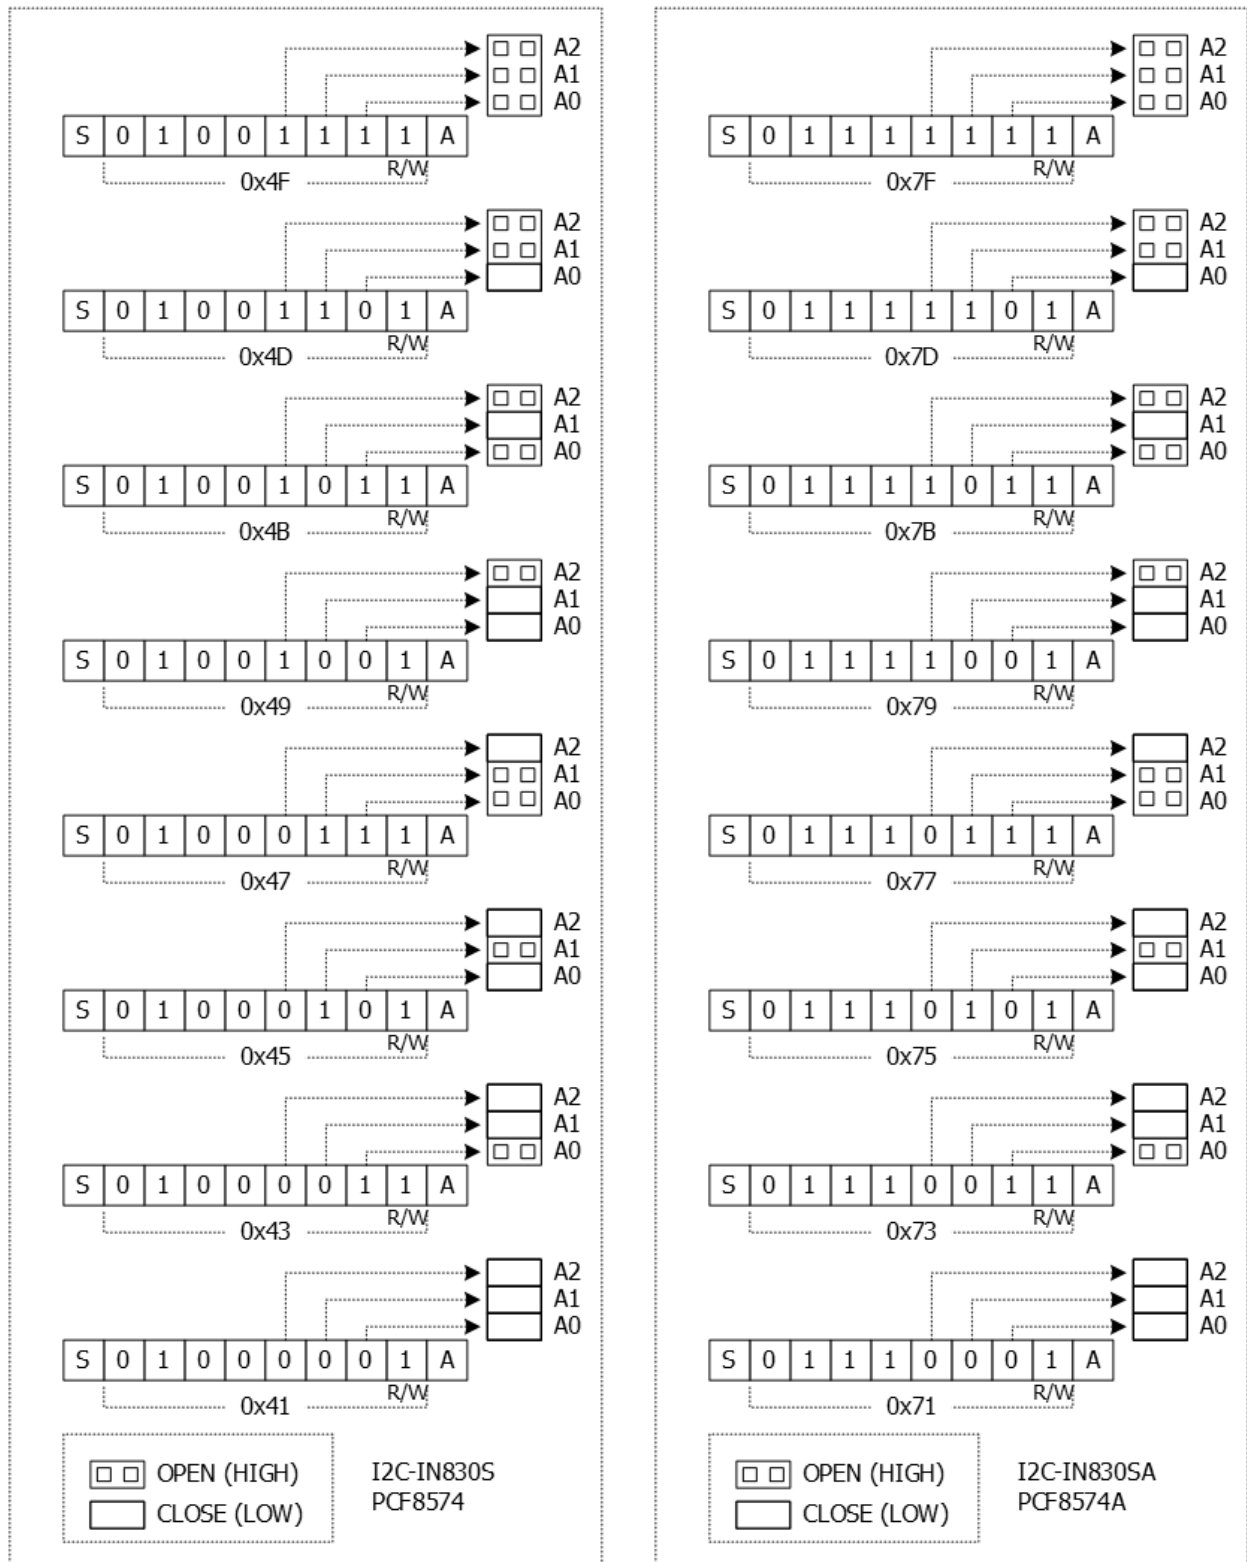 A2
A1
A0
S 0 1 0 0 1 1 1 1 A
R/W
0x4F
A2
A1
A0
S 0 1 0 0 1 1 0 1 A
R/W
0x4D
A2
A1
A0
S 0 1 0 0 1 0 1 1 A
R/W
0x4B
A2
A1
A0
S 0 1 0 0 1 0 0 1 A
R/W
0x49
A2
A1
A0
S 0 1 0 0 0 1 1 1 A
R/W
0x47
A2
A1
A0
S 0 1 0 0 0 1 0 1 A
R/W
0x45
A2
A1
A0
S 0 1 0 0 0 0 1 1 A
R/W
0x43
A2
A1
A0
S 0 1 0 0 0 0 0 1 A
R/W
0x41
OPEN (HIGH)
CLOSE (LOW)
I2C-IN830S
PCF8574
A2
A1
A0
S 0 1 1 1 1 1 1 1 A
R/W
0x7F
A2
A1
A0
S 0 1 1 1 1 1 0 1 A
R/W
0x7D
A2
A1
A0
S 0 1 1 1 1 0 1 1 A
R/W
0x7B
A2
A1
A0
S 0 1 1 1 1 0 0 1 A
R/W
0x79
A2
A1
A0
S 0 1 1 1 0 1 1 1 A
R/W
0x77
A2
A1
A0
S 0 1 1 1 0 1 0 1 A
R/W
0x75
A2
A1
A0
S 0 1 1 1 0 0 1 1 A
R/W
0x73
A2
A1
A0
S 0 1 1 1 0 0 0 1 A
R/W
0x71
OPEN (HIGH)
CLOSE (LOW)
I2C-IN830SA
PCF8574A